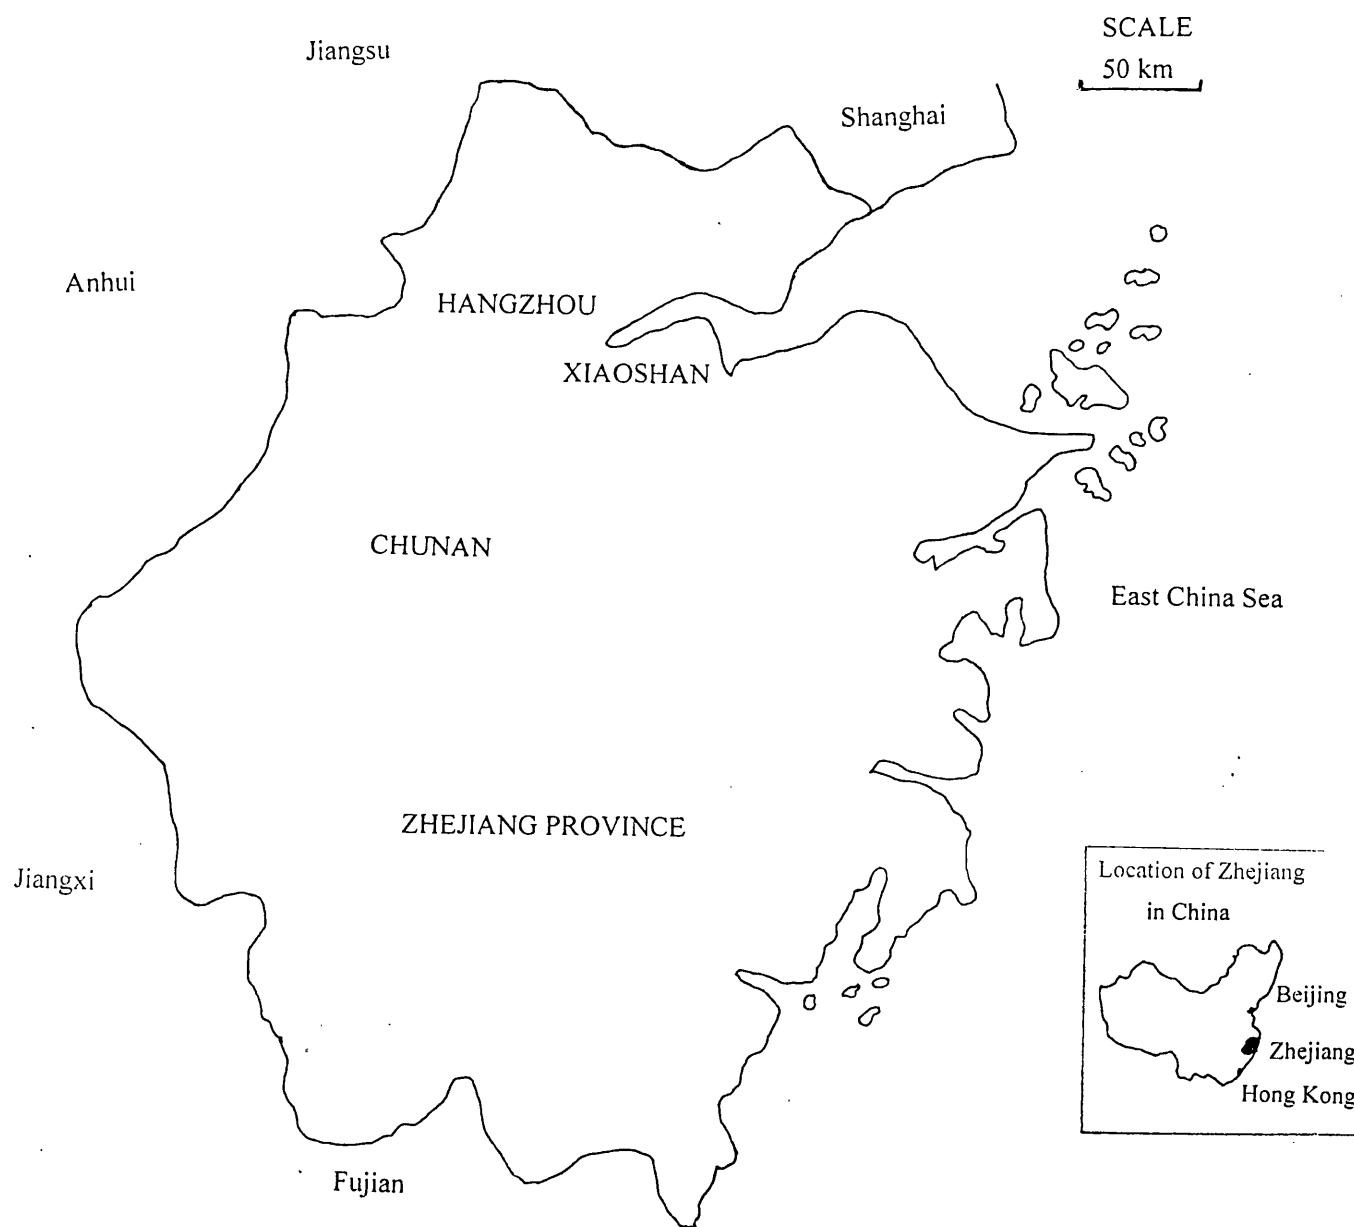 SCALE
50 km
Jiangsu
Shanghai
Anhui
HANGZHOU
XIAOSHAN
CHUNAN
East China Sea
ZHEJIANG PROVINCE
Jiangxi
Location of Zhejiang
in China
Beijing
Zhejiang
Hong Kong
Fujian